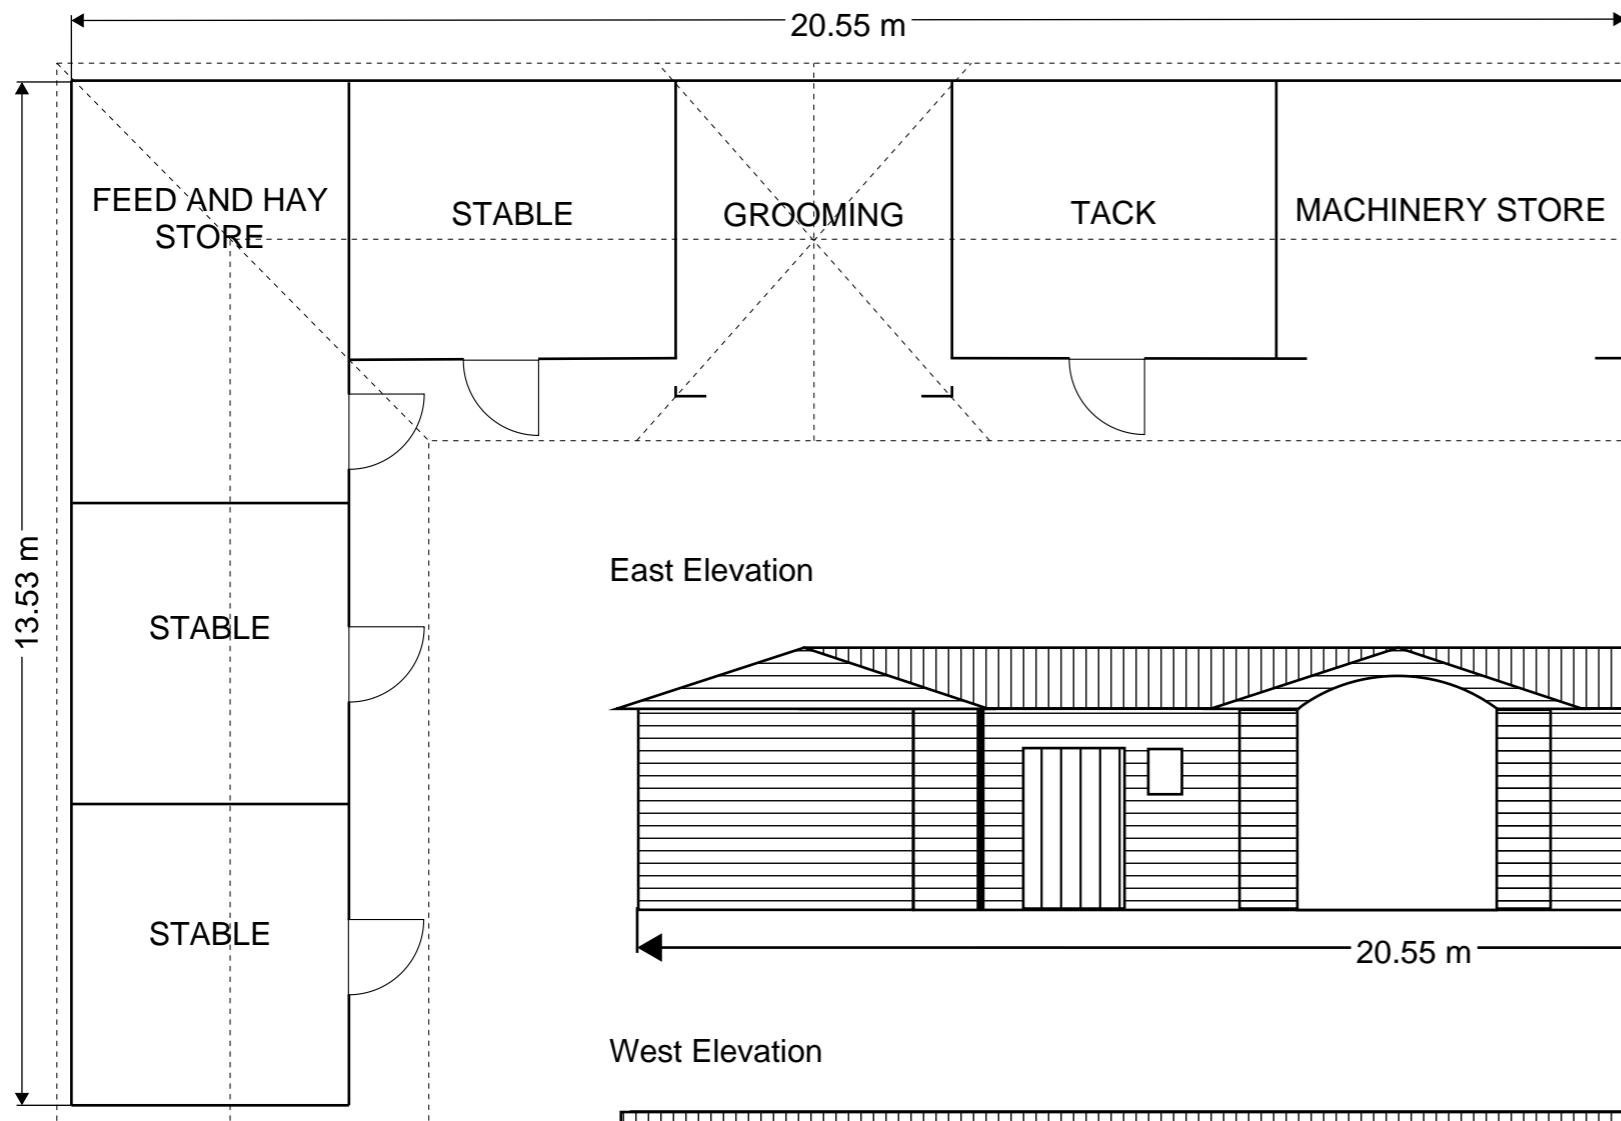 20.55 m
FEED AND HAY
STORE
STABLE
GROOMING
TACK
MACHINERY STORE
13.53 m
STABLE
STABLE
East Elevation
20.55 m
West Elevation